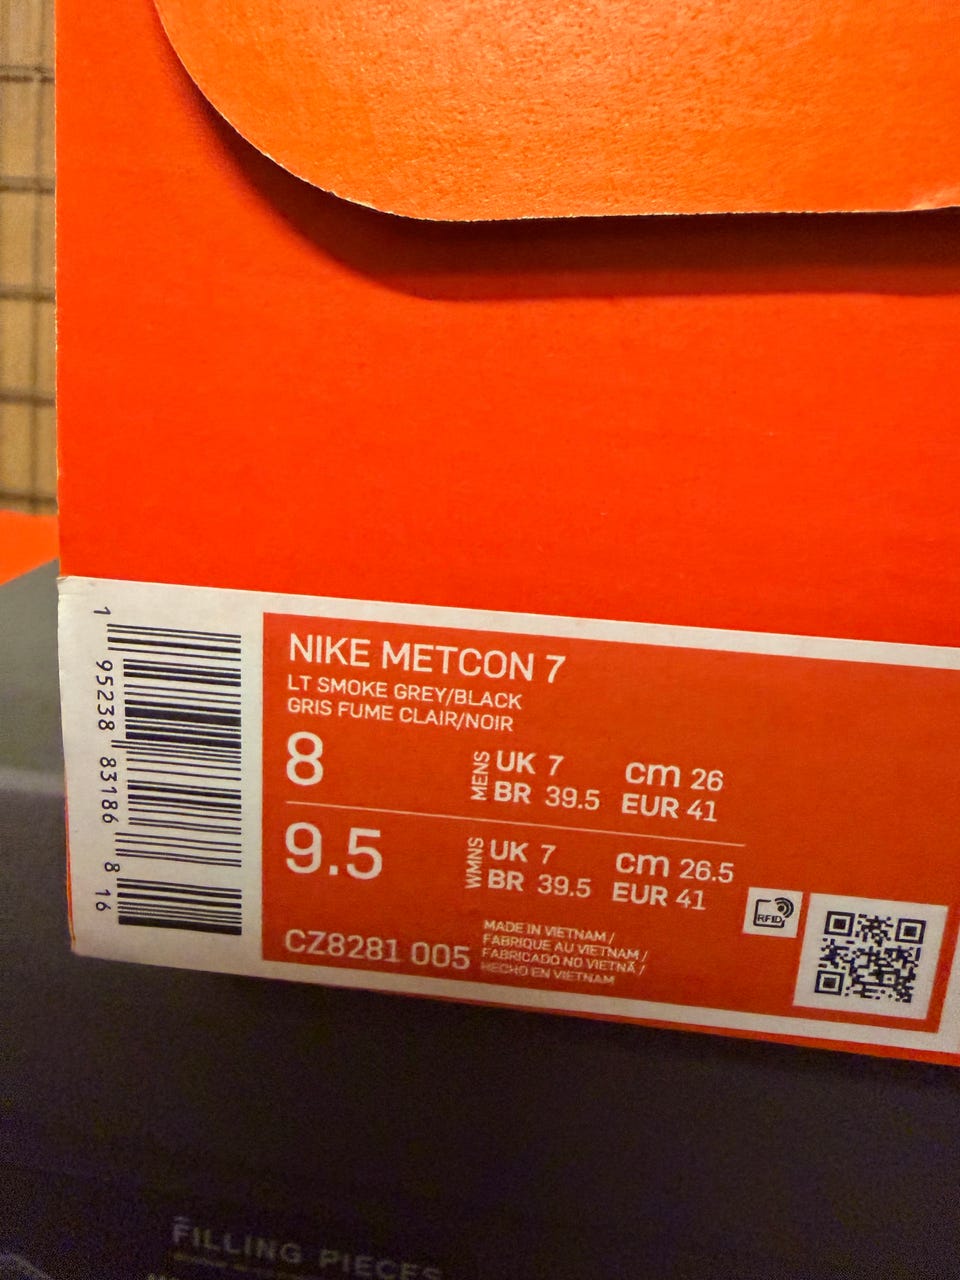 NIKE METCON 7
LT SMOKE GREY/BLACK
GRIS FUME CLAIR/NOIR
8
MENS
UK 7 cm 26
BR 39.5 EUR 41
9.5
WMNS
UK 7 cm 26.5
BR 39.5 EUR 41
CZ8281 005
MADE IN VIETNAM /
FABRIQUE AU VIETNAM /
FABRICADO NO VIETNÃ /
HECHO EN VIETNAM
RFID
1 95238 83186 8 16
FILLING PIECES